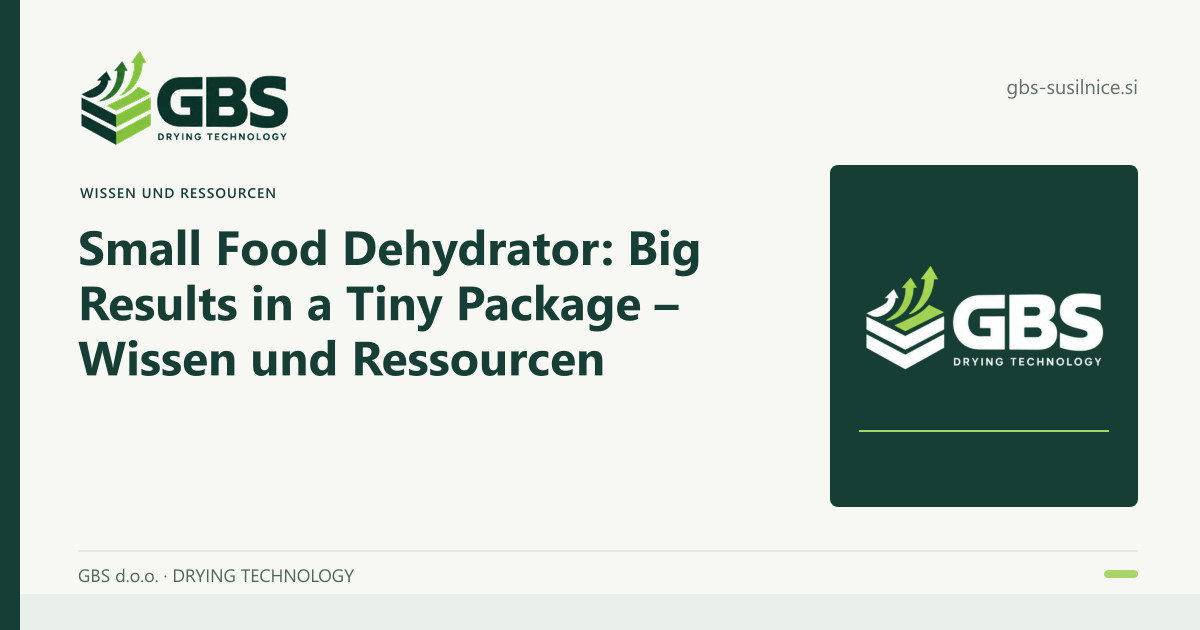 GBS
DRYING TECHNOLOGY
gbs-susilnice.si
WISSEN UND RESSOURCEN
Small Food Dehydrator: Big
Results in a Tiny Package –
Wissen und Ressourcen
GBS
DRYING TECHNOLOGY
GBS d.o.o. · DRYING TECHNOLOGY